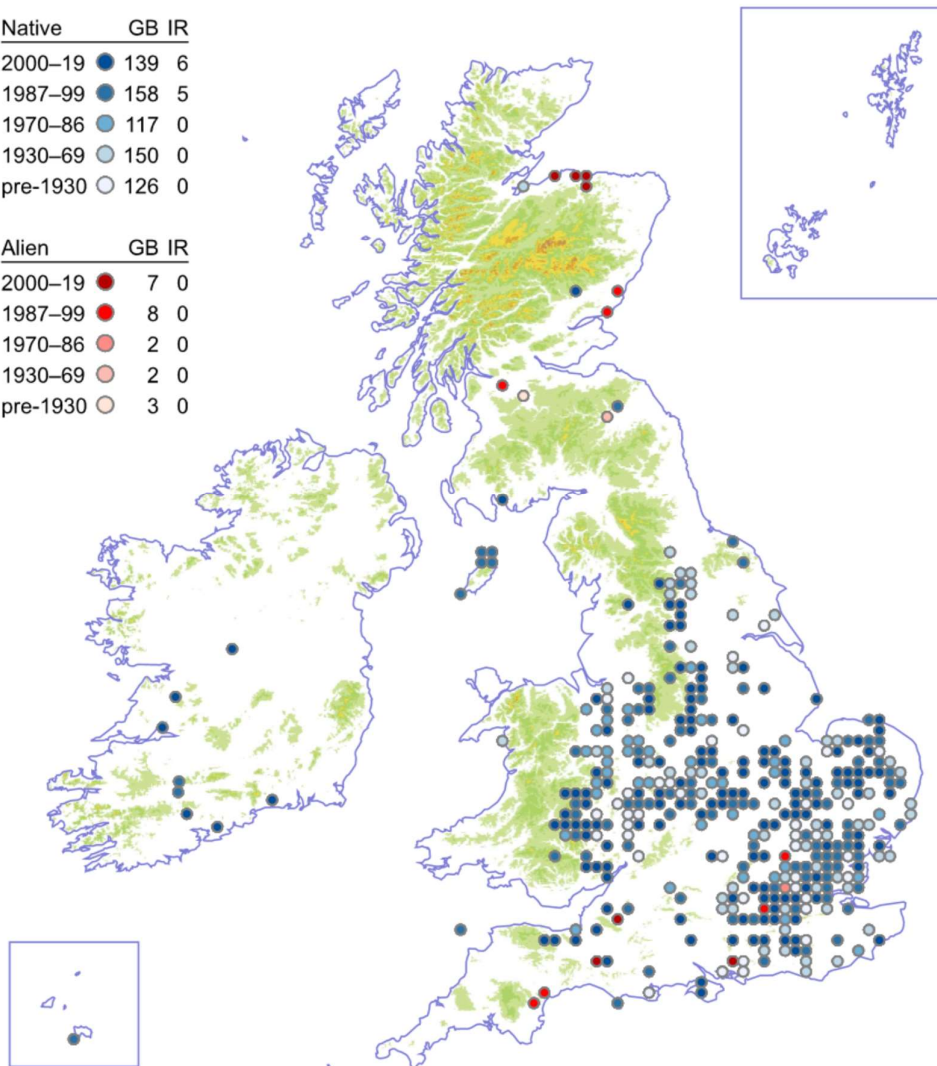 Native GB IR
2000–19 139 6
1987–99 158 5
1970–86 117 0
1930–69 150 0
pre-1930 126 0
Alien GB IR
2000–19 7 0
1987–99 8 0
1970–86 2 0
1930–69 2 0
pre-1930 3 0